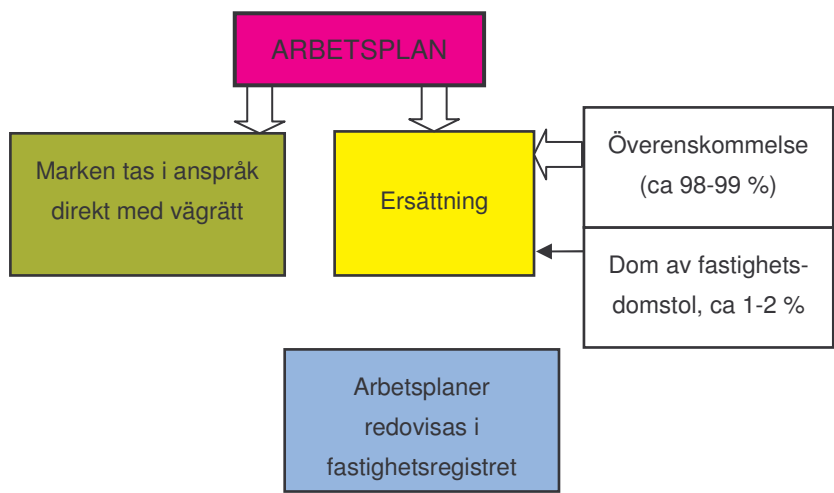 ARBETSPLAN
Marken tas i anspråk
direkt med vägrätt
Ersättning
Överenskommelse
(ca 98-99 %)
Dom av fastighets-
domstol, ca 1-2 %
Arbetsplaner
redovisas i
fastighetsregistret